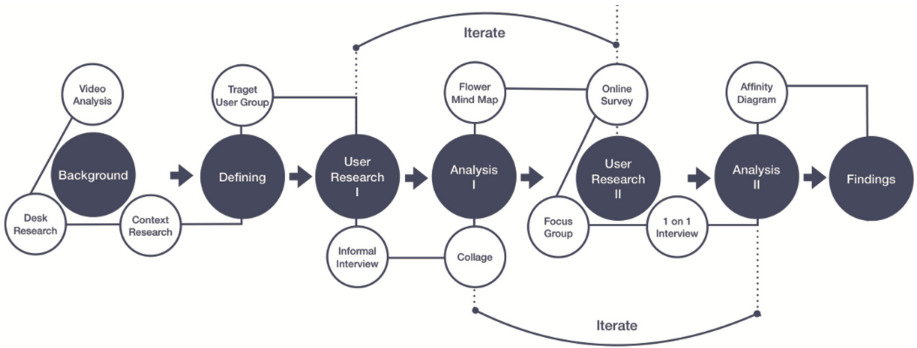 Iterate
Video
Analysis
Background
Desk
Research
Context
Research
Traget
User Group
Defining
User
Research
I
Informal
Interview
Flower
Mind Map
Analysis
I
Collage
Online
Survey
User
Research
II
Focus
Group
1 on 1
Interview
Affinity
Diagram
Analysis
II
Findings
Iterate